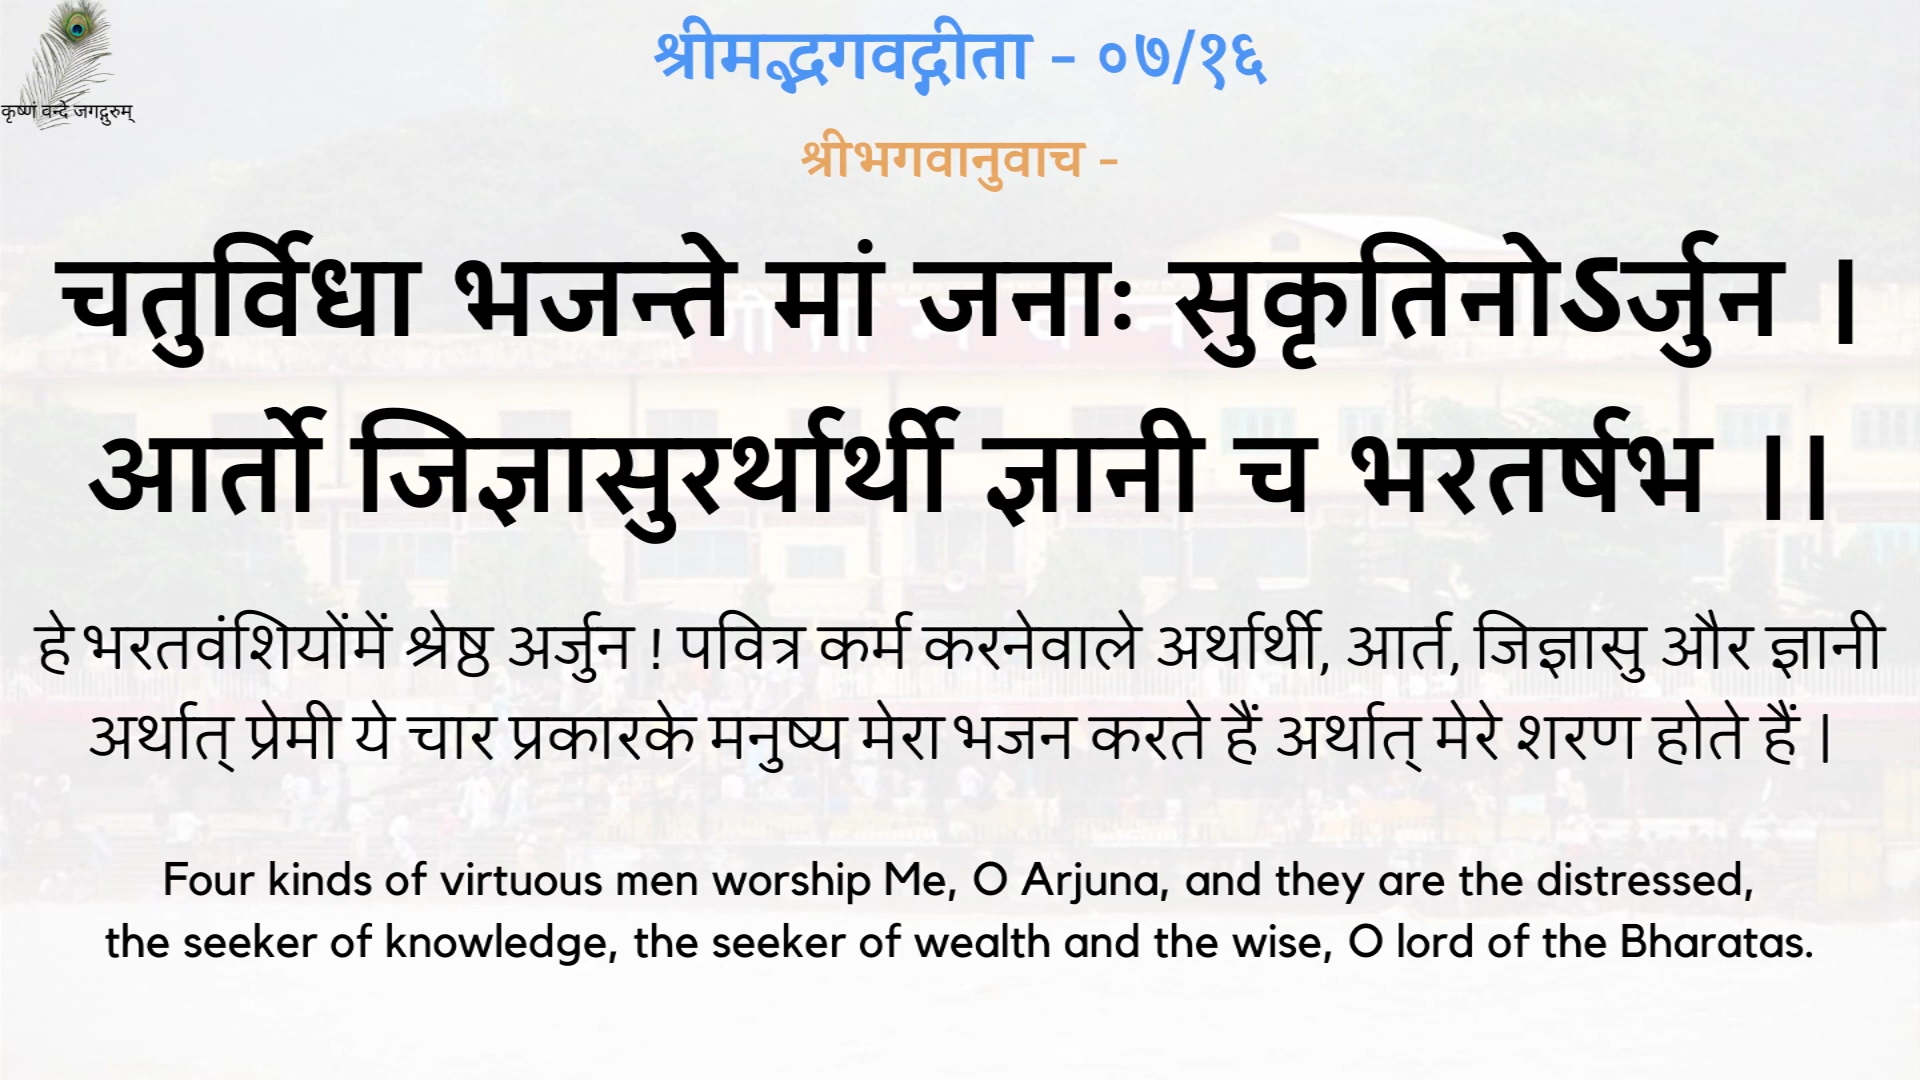 कृष्णं वन्दे जगद्गुरुम्
श्रीमद्भगवद्गीता - ०७/१६
श्रीभगवानुवाच -
चतुर्विधा भजन्ते मां जनाः सुकृतिनोऽर्जुन ।
आर्तो जिज्ञासुरर्थार्थी ज्ञानी च भरतर्षभ ।।
हे भरतवंशियोंमें श्रेष्ठ अर्जुन ! पवित्र कर्म करनेवाले अर्थार्थी, आर्त, जिज्ञासु और ज्ञानी
अर्थात् प्रेमी ये चार प्रकारके मनुष्य मेरा भजन करते हैं अर्थात् मेरे शरण होते हैं ।
Four kinds of virtuous men worship Me, O Arjuna, and they are the distressed,
the seeker of knowledge, the seeker of wealth and the wise, O lord of the Bharatas.